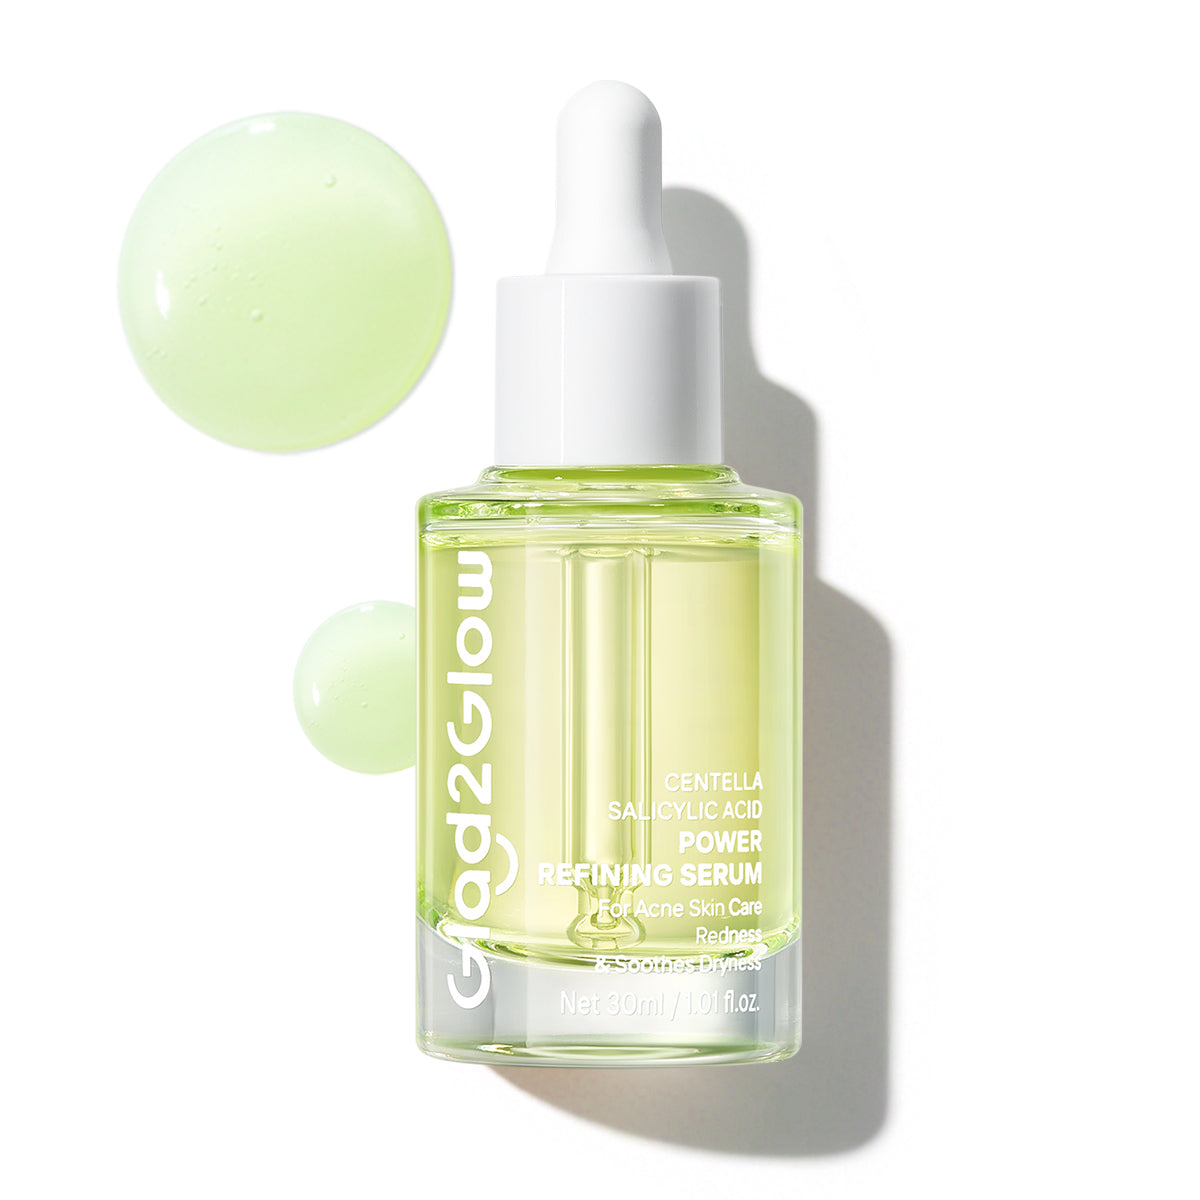 Glad2Glow
CENTELLA
SALICYLIC ACID
POWER
REFINING SERUM
For Acne Skin Care
Redness
& Soothes Dryness
Net 30ml / 1.01 fl.oz.